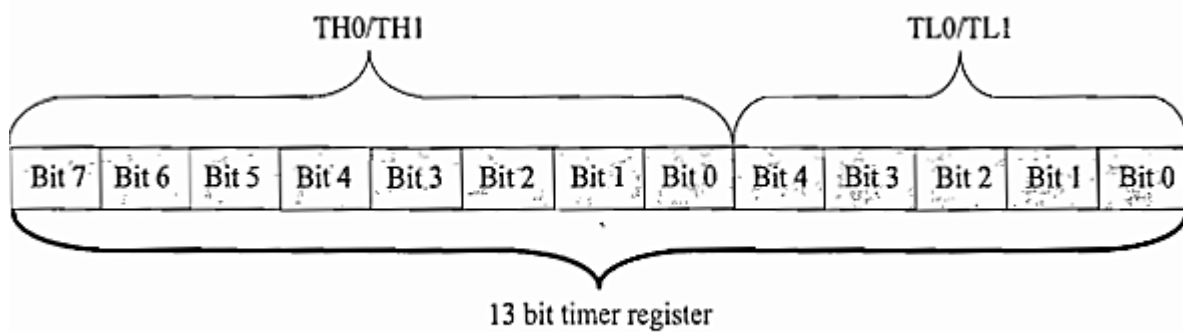 TH0/TH1 TL0/TL1
Bit 7 Bit 6 Bit 5 Bit 4 Bit 3 Bit 2 Bit 1 Bit 0 Bit 4 Bit 3 Bit 2 Bit 1 Bit 0
13 bit timer register